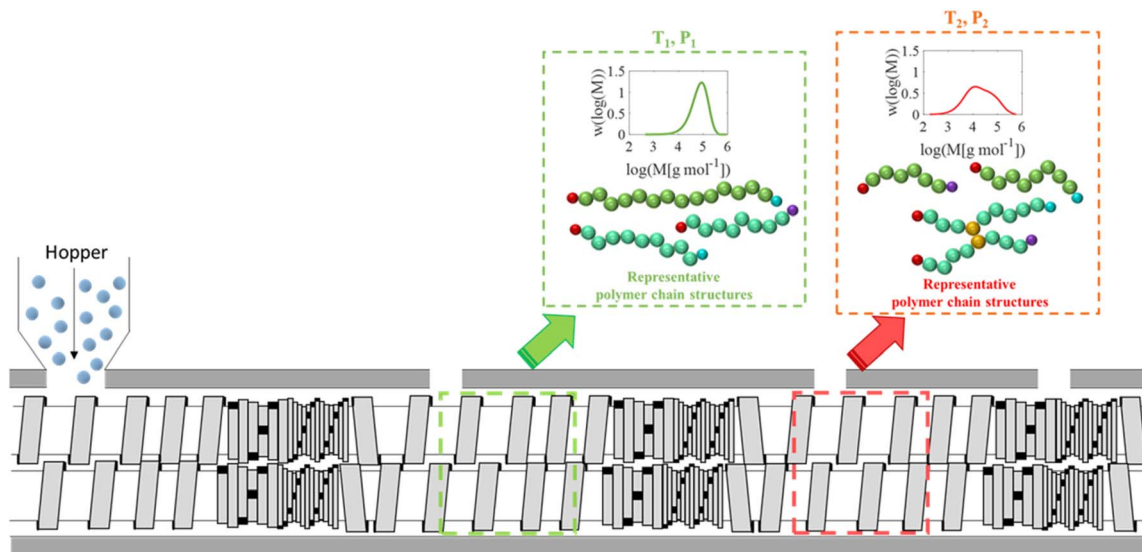 T₁, P₁
1.5
1
0.5
0
w(log(M))
2 3 4 5 6
log(M[g mol⁻¹])
Representative
polymer chain structures
T₂, P₂
1.5
1
0.5
0
w(log(M))
2 3 4 5 6
log(M[g mol⁻¹])
Representative
polymer chain structures
Hopper